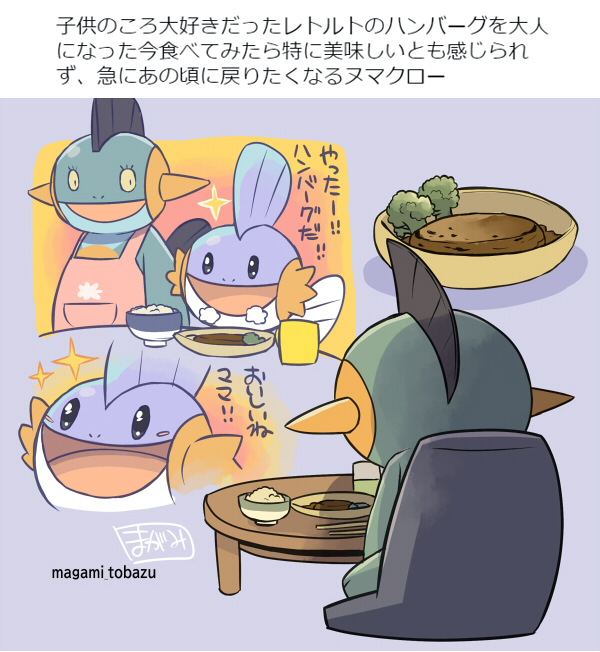 子供のころ大好きだったレトルトのハンバーグを大人
になった今食べてみたら特に美味しいとも感じられ
ず、急にあの頃に戻りたくなるヌマクロー
やったー!!
ハンバーグだ!!
おいしいね
ママ!!
まがみ
magami_tobazu